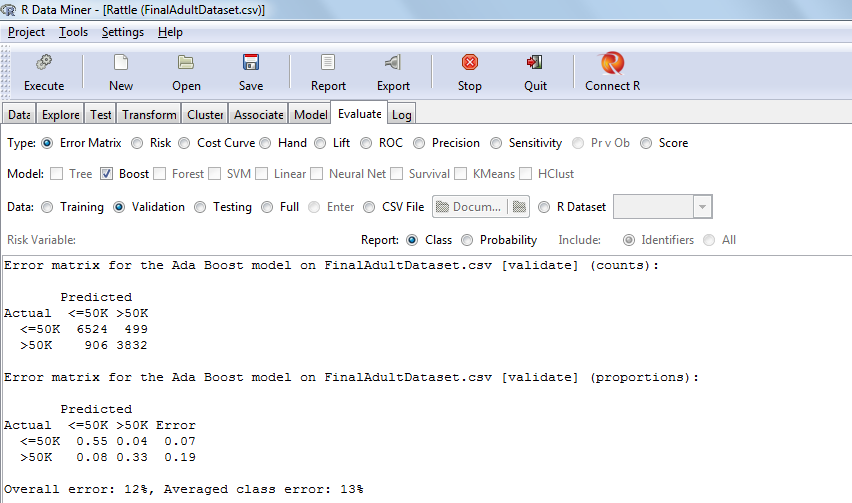 R Data Miner - [Rattle (FinalAdultDataset.csv)]
Project Tools Settings Help
Execute New Open Save Report Export Stop Quit Connect R
Data Explore Test Transform Cluster Associate Model Evaluate Log
Type: Error Matrix Risk Cost Curve Hand Lift ROC Precision Sensitivity Pr v Ob Score
Model: Tree Boost Forest SVM Linear Neural Net Survival KMeans HClust
Data: Training Validation Testing Full Enter CSV File Docum... R Dataset
Risk Variable: Report: Class Probability Include: Identifiers All
Error matrix for the Ada Boost model on FinalAdultDataset.csv [validate] (counts):
Predicted
Actual <=50K >50K
<=50K 6524 499
>50K 906 3832
Error matrix for the Ada Boost model on FinalAdultDataset.csv [validate] (proportions):
Predicted
Actual <=50K >50K Error
<=50K 0.55 0.04 0.07
>50K 0.08 0.33 0.19
Overall error: 12%, Averaged class error: 13%